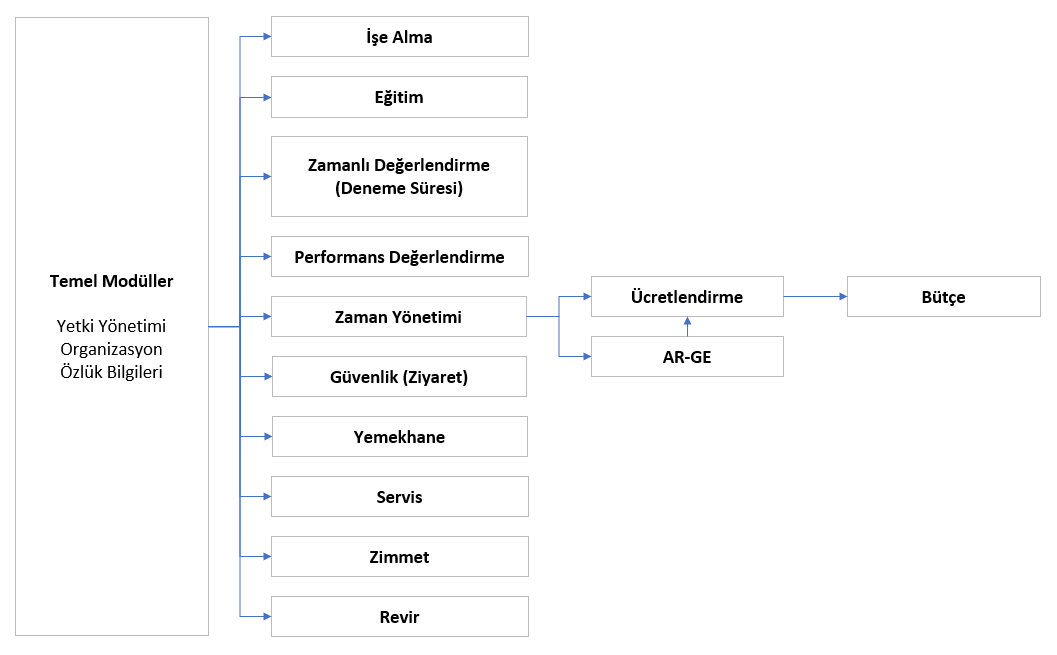 Temel Modüller
Yetki Yönetimi
Organizasyon
Özlük Bilgileri
İşe Alma
Eğitim
Zamanlı Değerlendirme
(Deneme Süresi)
Performans Değerlendirme
Zaman Yönetimi
Güvenlik (Ziyaret)
Yemekhane
Servis
Zimmet
Revir
Ücretlendirme
AR-GE
Bütçe